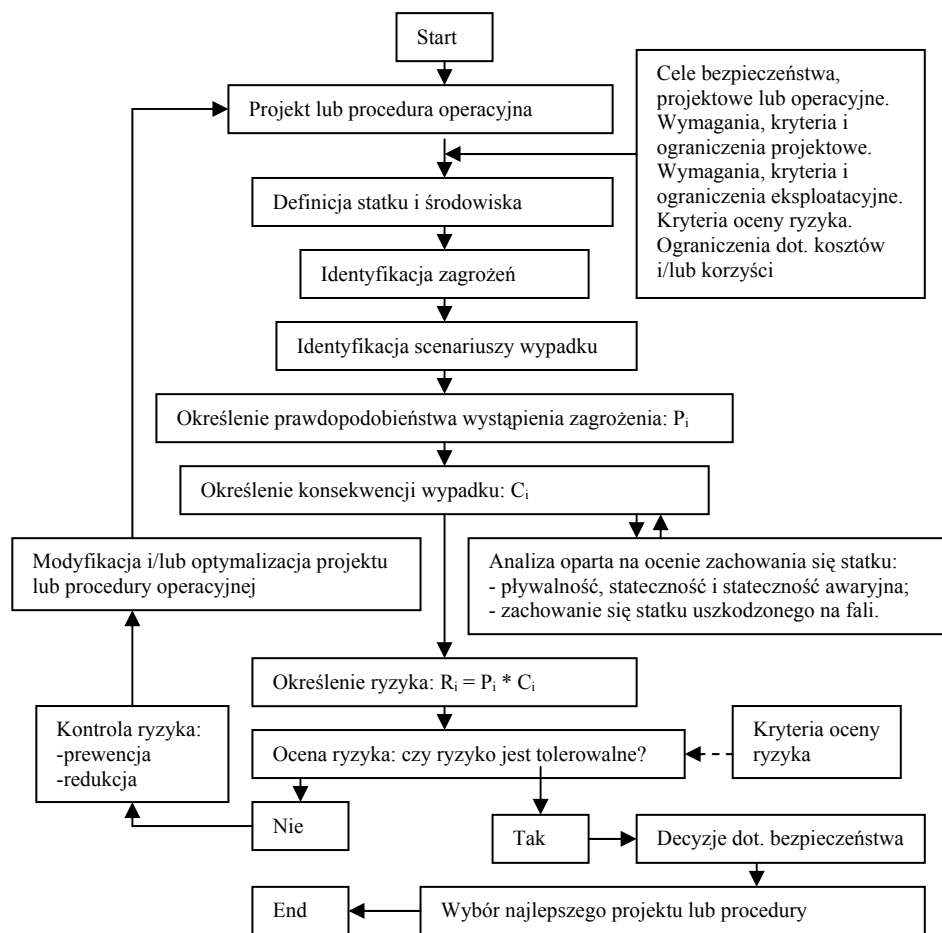 Start
Projekt lub procedura operacyjna
Cele bezpieczeństwa,
projektowe lub operacyjne.
Wymagania, kryteria i
ograniczenia projektowe.
Wymagania, kryteria i
ograniczenia eksploatacyjne.
Kryteria oceny ryzyka.
Ograniczenia dot. kosztów
i/lub korzyści
Definicja statku i środowiska
Identyfikacja zagrożeń
Identyfikacja scenariuszy wypadku
Określenie prawdopodobieństwa wystąpienia zagrożenia: Pᵢ
Określenie konsekwencji wypadku: Cᵢ
Modyfikacja i/lub optymalizacja projektu
lub procedury operacyjnej
Analiza oparta na ocenie zachowania się statku:
- pływalność, stateczność i stateczność awaryjna;
- zachowanie się statku uszkodzonego na fali.
Określenie ryzyka: Rᵢ = Pᵢ * Cᵢ
Kontrola ryzyka:
-prewencja
-redukcja
Ocena ryzyka: czy ryzyko jest tolerowalne?
Kryteria oceny
ryzyka
Nie
Tak
Decyzje dot. bezpieczeństwa
End
Wybór najlepszego projektu lub procedury